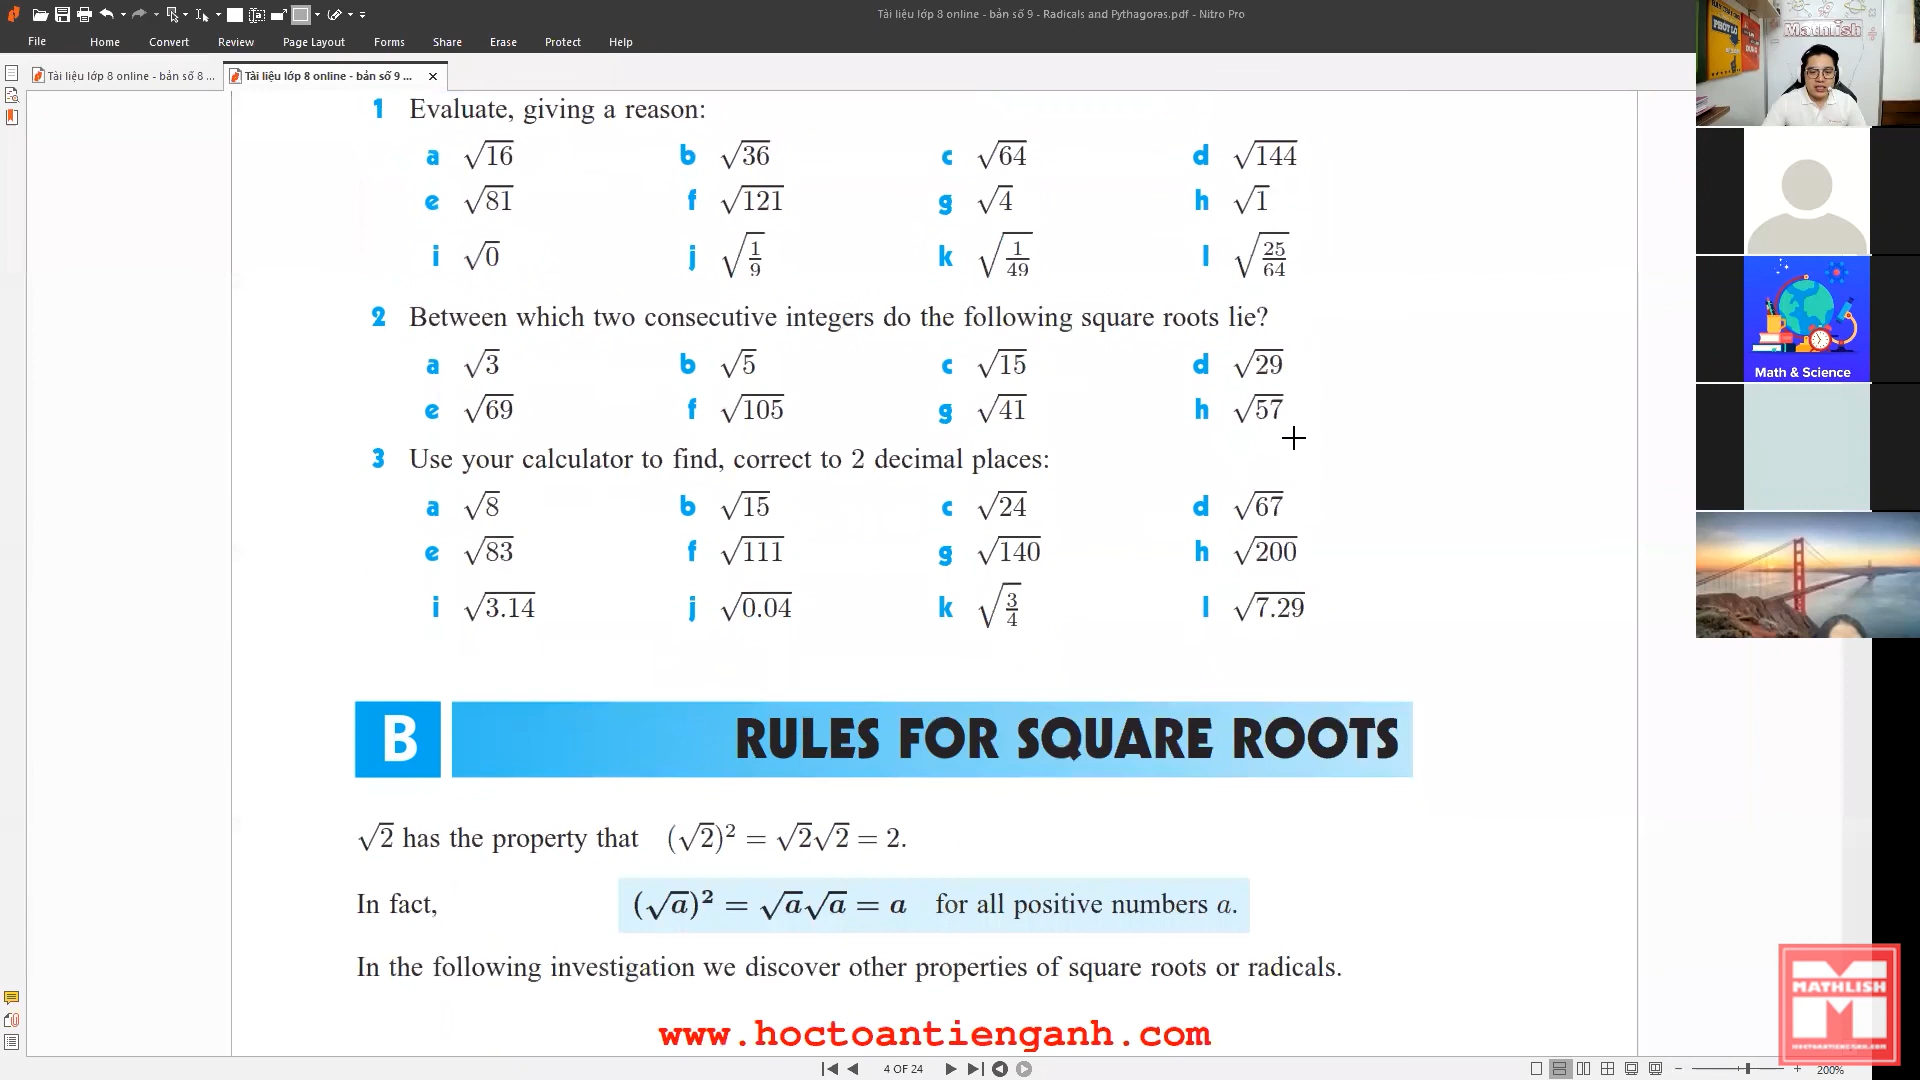 Tài liệu lớp 8 online - bản số 9 - Radicals and Pythagoras.pdf - Nitro Pro
File Home Convert Review Page Layout Forms Share Erase Protect Help
Tài liệu lớp 8 online - bản số 8 ... Tài liệu lớp 8 online - bản số 9 ...
1 Evaluate, giving a reason:
a √16 b √36 c √64 d √144
e √81 f √121 g √4 h √1
i √0 j √(1/9) k √(1/49) l √(25/64)
2 Between which two consecutive integers do the following square roots lie?
a √3 b √5 c √15 d √29
e √69 f √105 g √41 h √57
3 Use your calculator to find, correct to 2 decimal places:
a √8 b √15 c √24 d √67
e √83 f √111 g √140 h √200
i √3.14 j √0.04 k √(3/4) l √7.29
B RULES FOR SQUARE ROOTS
√2 has the property that (√2)² = √2√2 = 2.
In fact, (√a)² = √a√a = a for all positive numbers a.
In the following investigation we discover other properties of square roots or radicals.
www.hoctoantienganh.com
4 OF 24
200%
Mathlish
Math & Science
MATHLISH
M
HOCTOANTIENGANH.COM